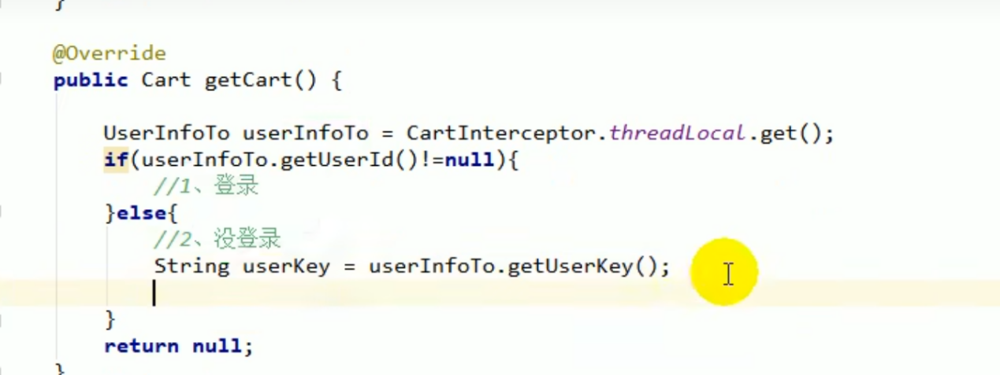 }
@Override
public Cart getCart() {
UserInfoTo userInfoTo = CartInterceptor.threadLocal.get();
if(userInfoTo.getUserId()!=null){
//1、登录
}else{
//2、没登录
String userKey = userInfoTo.getUserKey();
}
return null;
}